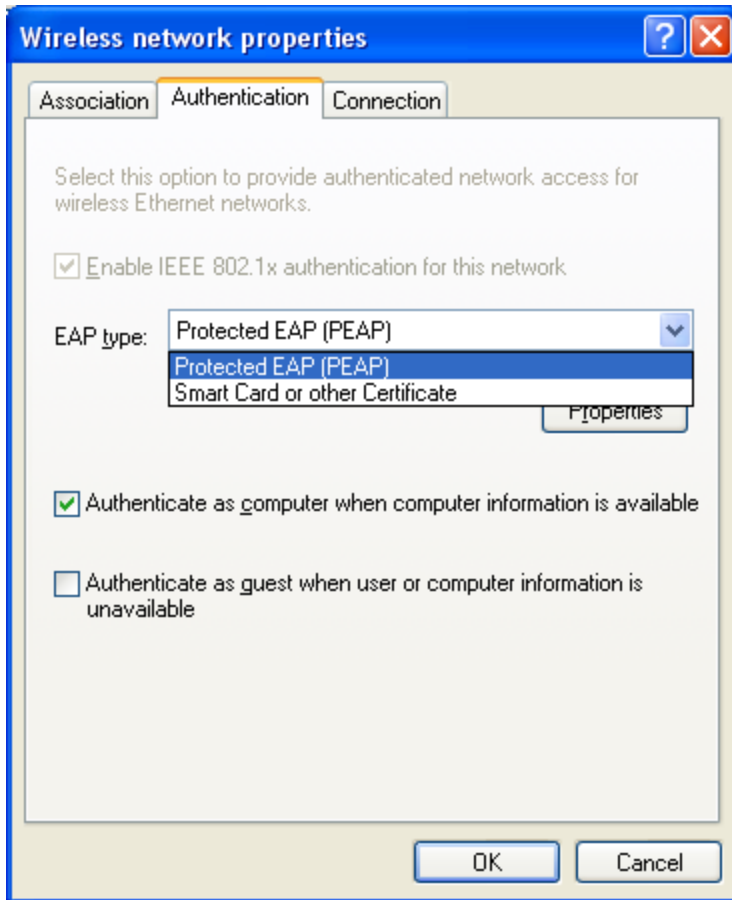 Wireless network properties
Association Authentication Connection
Select this option to provide authenticated network access for
wireless Ethernet networks.
Enable IEEE 802.1x authentication for this network
EAP type: Protected EAP (PEAP)
Protected EAP (PEAP)
Smart Card or other Certificate
Properties
Authenticate as computer when computer information is available
Authenticate as guest when user or computer information is
unavailable
OK Cancel